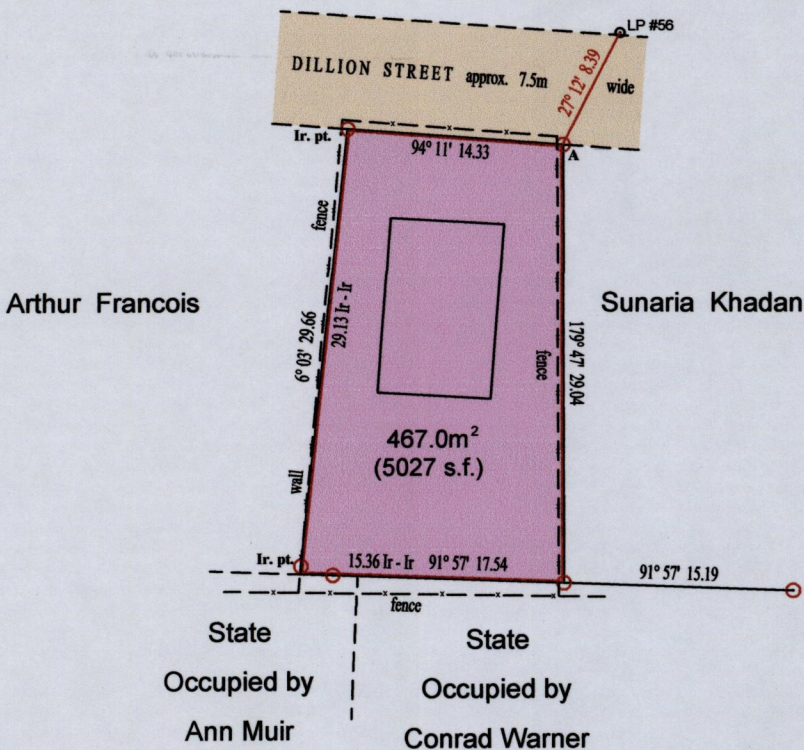 LP #56
DILLION STREET approx. 7.5m wide
27° 12' 8.39
Ir. pt.
A
94° 11' 14.33
fence
Arthur Francois
Sunaria Khadan
6° 03' 29.66
29.13 Ir - Ir
fence
179° 47' 29.04
467.0m²
(5027 s.f.)
wall
Ir. pt.
15.36 Ir - Ir 91° 57' 17.54
91° 57' 15.19
fence
State
Occupied by
Ann Muir
State
Occupied by
Conrad Warner